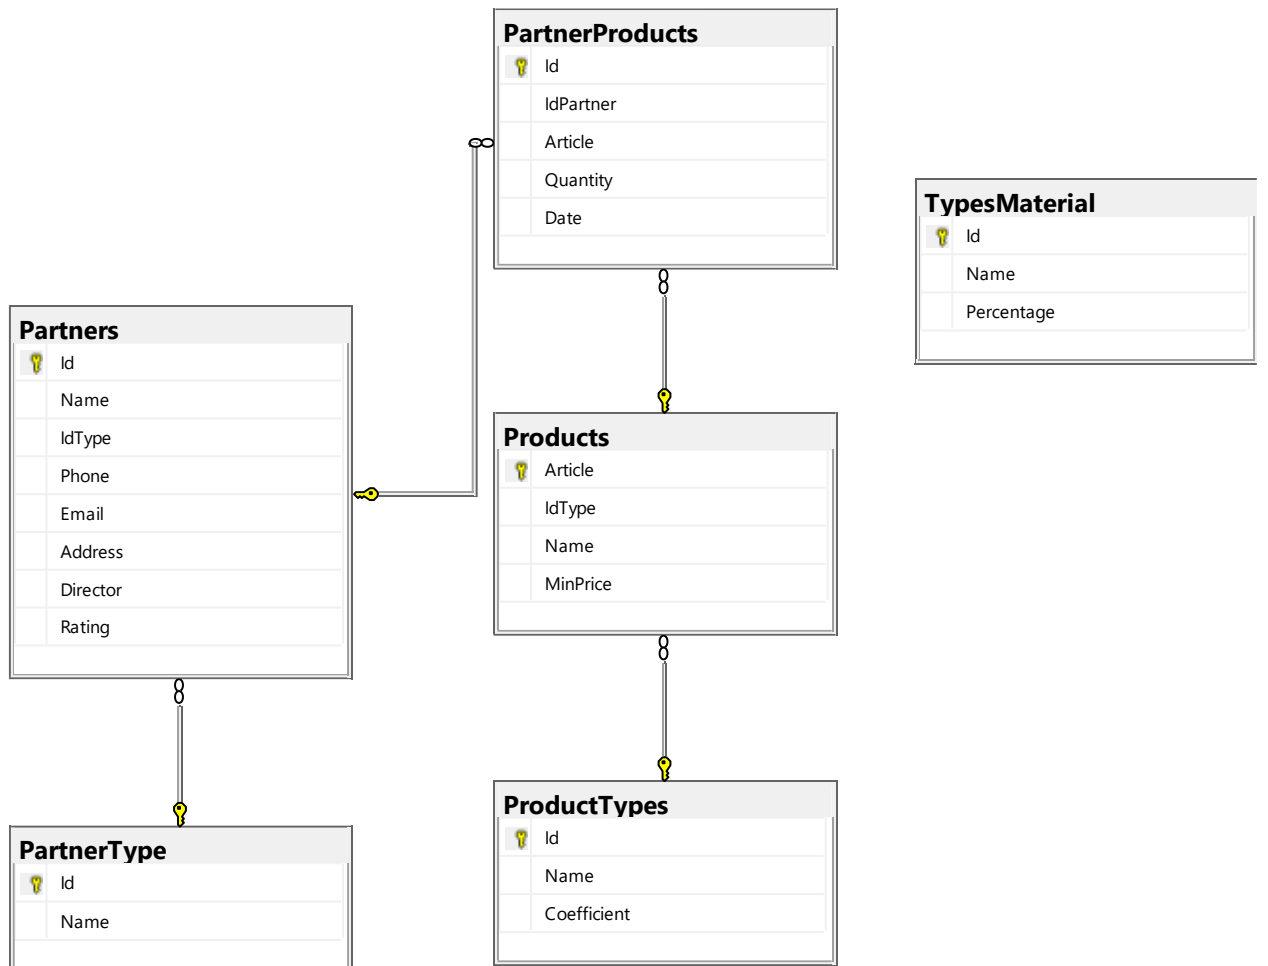 PartnerProducts
Id
IdPartner
Article
Quantity
Date
TypesMaterial
Id
Name
Percentage
Partners
Id
Name
IdType
Phone
Email
Address
Director
Rating
Products
Article
IdType
Name
MinPrice
PartnerType
Id
Name
ProductTypes
Id
Name
Coefficient